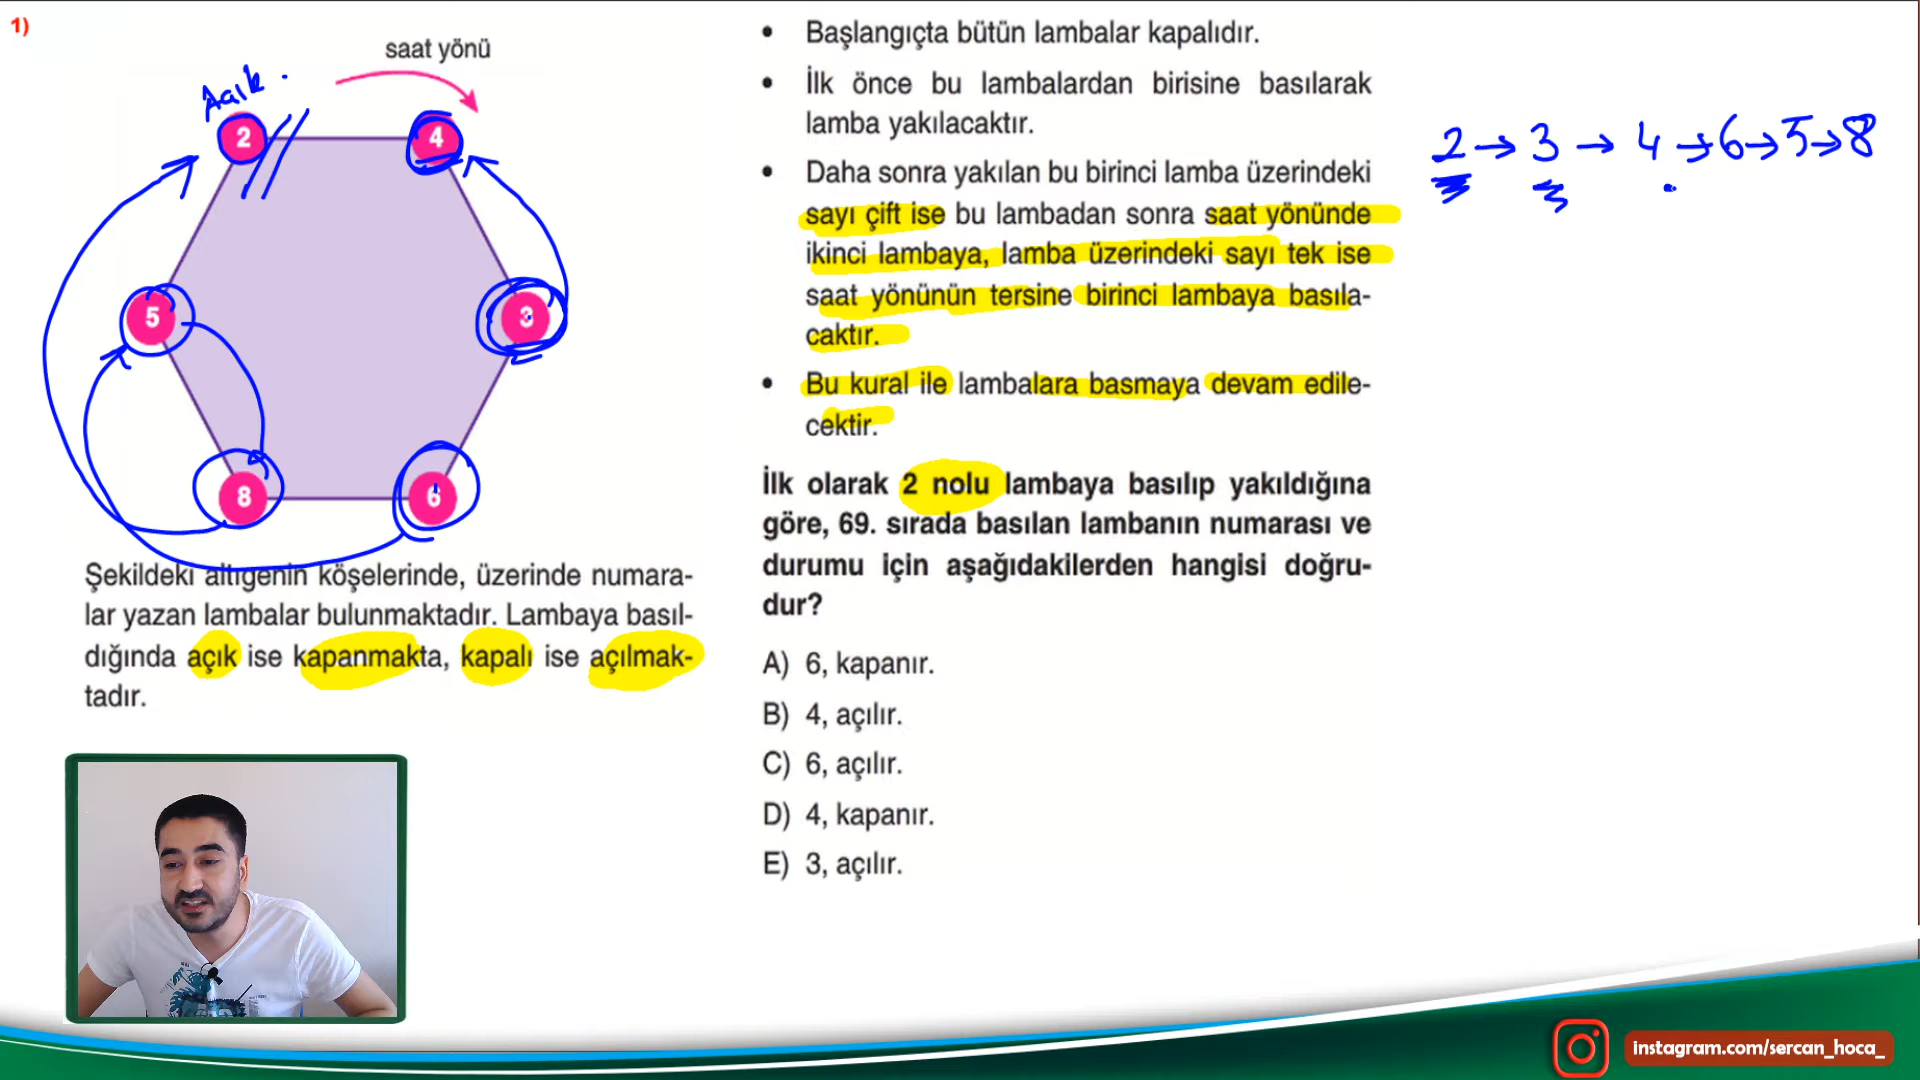 1)
saat yönü
Açık.
2
4
5
3
8
6
Şekildeki altıgenin köşelerinde, üzerinde numara-
lar yazan lambalar bulunmaktadır. Lambaya basıl-
dığında açık ise kapanmakta, kapalı ise açılmak-
tadır.
• Başlangıçta bütün lambalar kapalıdır.
• İlk önce bu lambalardan birisine basılarak
lamba yakılacaktır.
• Daha sonra yakılan bu birinci lamba üzerindeki
sayı çift ise bu lambadan sonra saat yönünde
ikinci lambaya, lamba üzerindeki sayı tek ise
saat yönünün tersine birinci lambaya basıla-
caktır.
• Bu kural ile lambalara basmaya devam edile-
cektir.
İlk olarak 2 nolu lambaya basılıp yakıldığına
göre, 69. sırada basılan lambanın numarası ve
durumu için aşağıdakilerden hangisi doğru-
dur?
A) 6, kapanır.
B) 4, açılır.
C) 6, açılır.
D) 4, kapanır.
E) 3, açılır.
2 → 3 → 4 → 6 → 5 → 8
instagram.com/sercan_hoca_